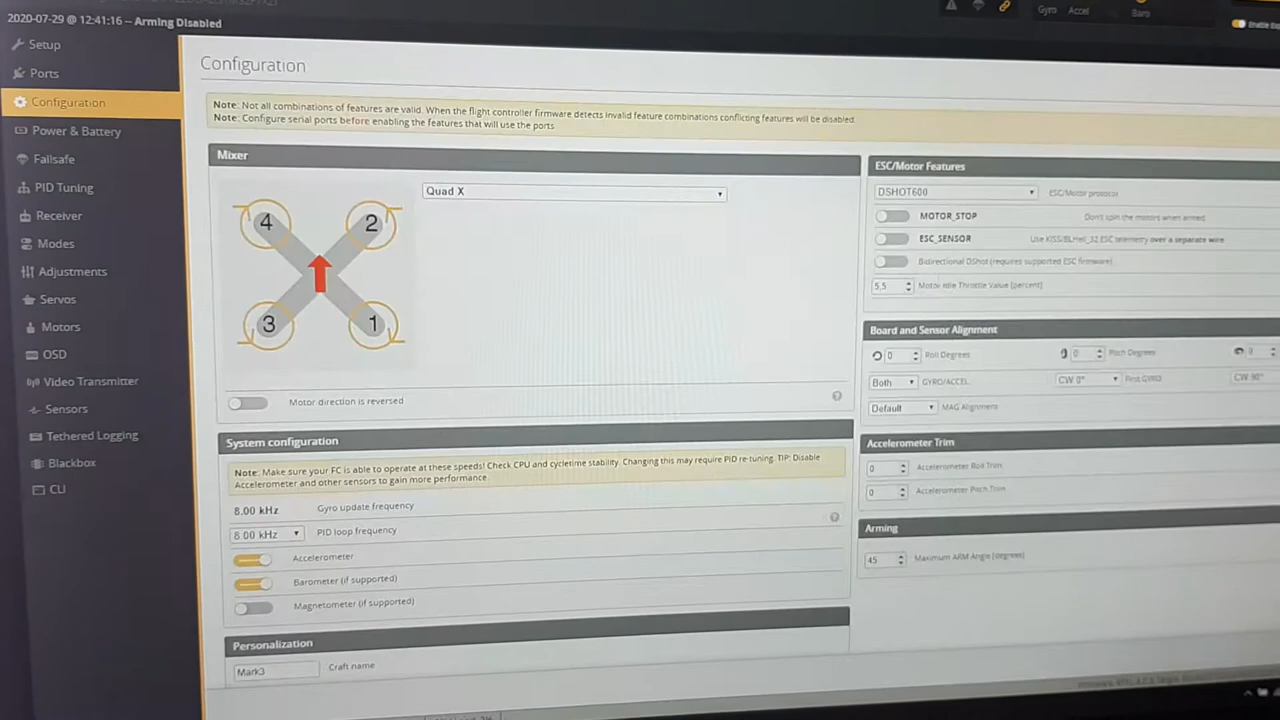 2020-07-29 @ 12:41:16 -- Arming Disabled
Gyro Accel Baro
Setup
Ports
Configuration
Power & Battery
Failsafe
PID Tuning
Receiver
Modes
Adjustments
Servos
Motors
OSD
Video Transmitter
Sensors
Tethered Logging
Blackbox
CLI
Configuration
Note: Not all combinations of features are valid. When the flight controller firmware detects invalid feature combinations conflicting features will be disabled.
Note: Configure serial ports before enabling the features that will use the ports
Mixer
Quad X
4 2
3 1
Motor direction is reversed
System configuration
Note: Make sure your FC is able to operate at these speeds! Check CPU and cycletime stability. Changing this may require PID re-tuning. TIP: Disable
Accelerometer and other sensors to gain more performance.
8.00 kHz Gyro update frequency
8.00 kHz PID loop frequency
Accelerometer
Barometer (if supported)
Magnetometer (if supported)
Personalization
Mark3 Craft name
ESC/Motor Features
DSHOT600 ESC/Motor protocol
MOTOR_STOP Don't spin the motors when armed
ESC_SENSOR Use KISS/BLHeli_32 ESC telemetry over a separate wire
Bidirectional DShot (requires supported ESC firmware)
5.5 Motor Idle Throttle Value [percent]
Board and Sensor Alignment
0 Roll Degrees 0 Pitch Degrees 0
Both GYRO/ACCEL CW 0° First GYRO CW 90°
Default MAG Alignment
Accelerometer Trim
0 Accelerometer Roll Trim
0 Accelerometer Pitch Trim
Arming
45 Maximum ARM Angle [degrees]